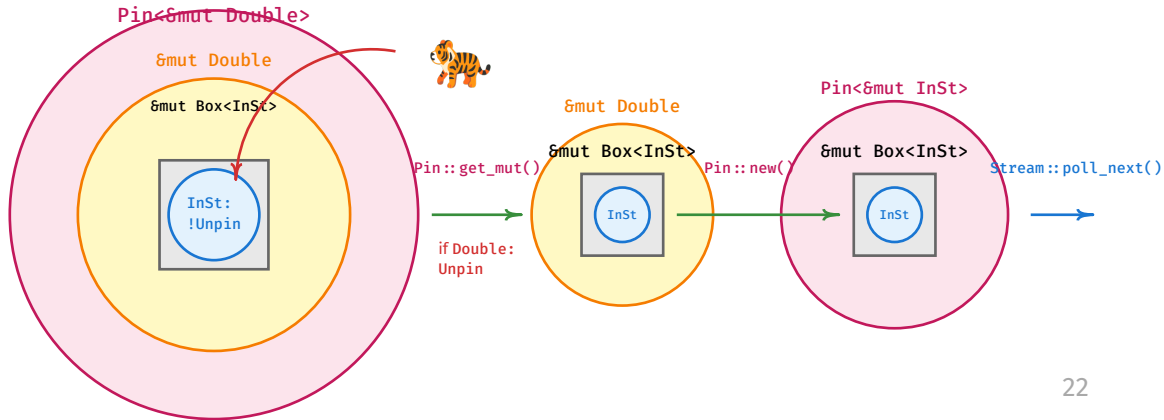 Pin<&mut Double>
&mut Double
&mut Box<InSt>
InSt:
!Unpin
Pin::get_mut()
if Double:
Unpin
&mut Double
&mut Box<InSt>
InSt
Pin::new()
Pin<&mut InSt>
&mut Box<InSt>
InSt
Stream::poll_next()
22